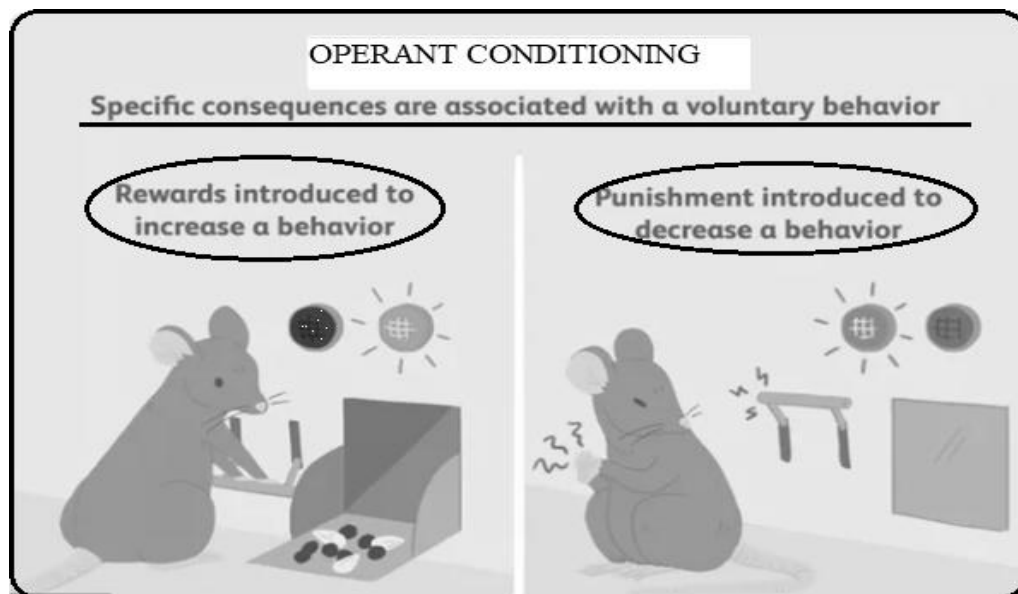 OPERANT CONDITIONING
Specific consequences are associated with a voluntary behavior
Rewards introduced to
increase a behavior
Punishment introduced to
decrease a behavior